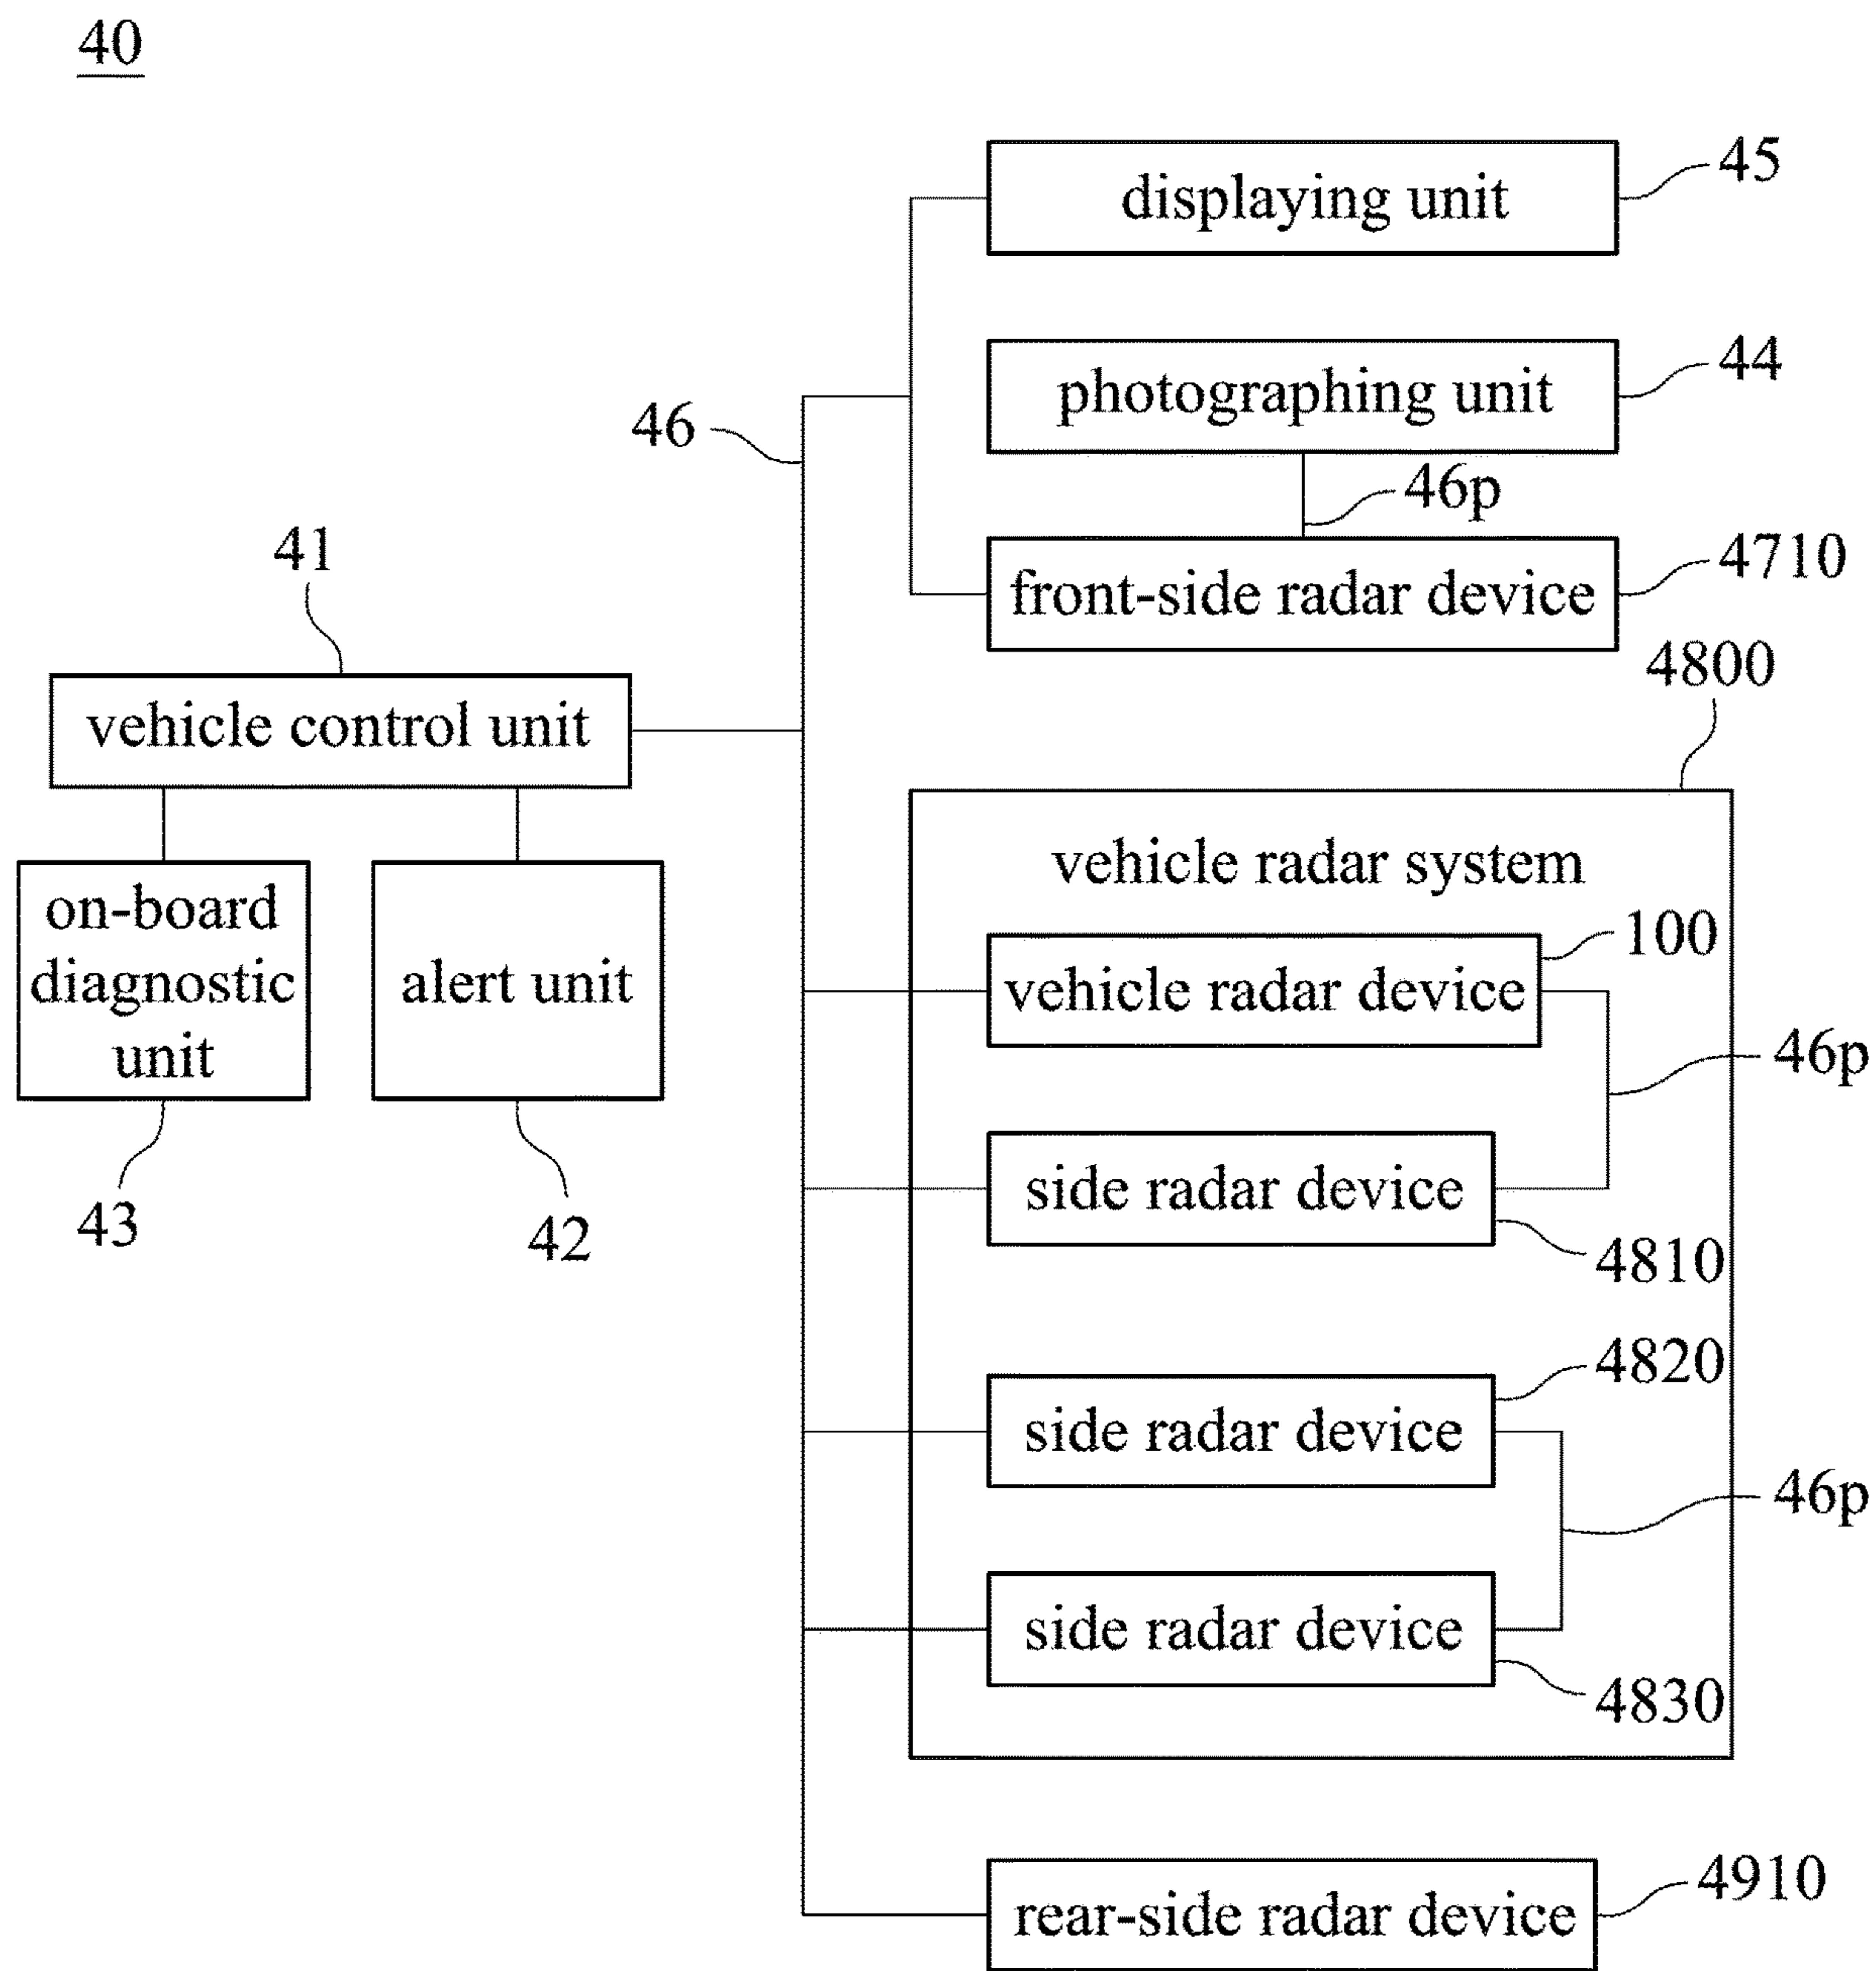 40
displaying unit
45
photographing unit
44
46
46p
front-side radar device
4710
41
vehicle control unit
on-board
diagnostic
unit
43
alert unit
42
4800
vehicle radar system
vehicle radar device
100
46p
side radar device
4810
side radar device
4820
46p
side radar device
4830
rear-side radar device
4910